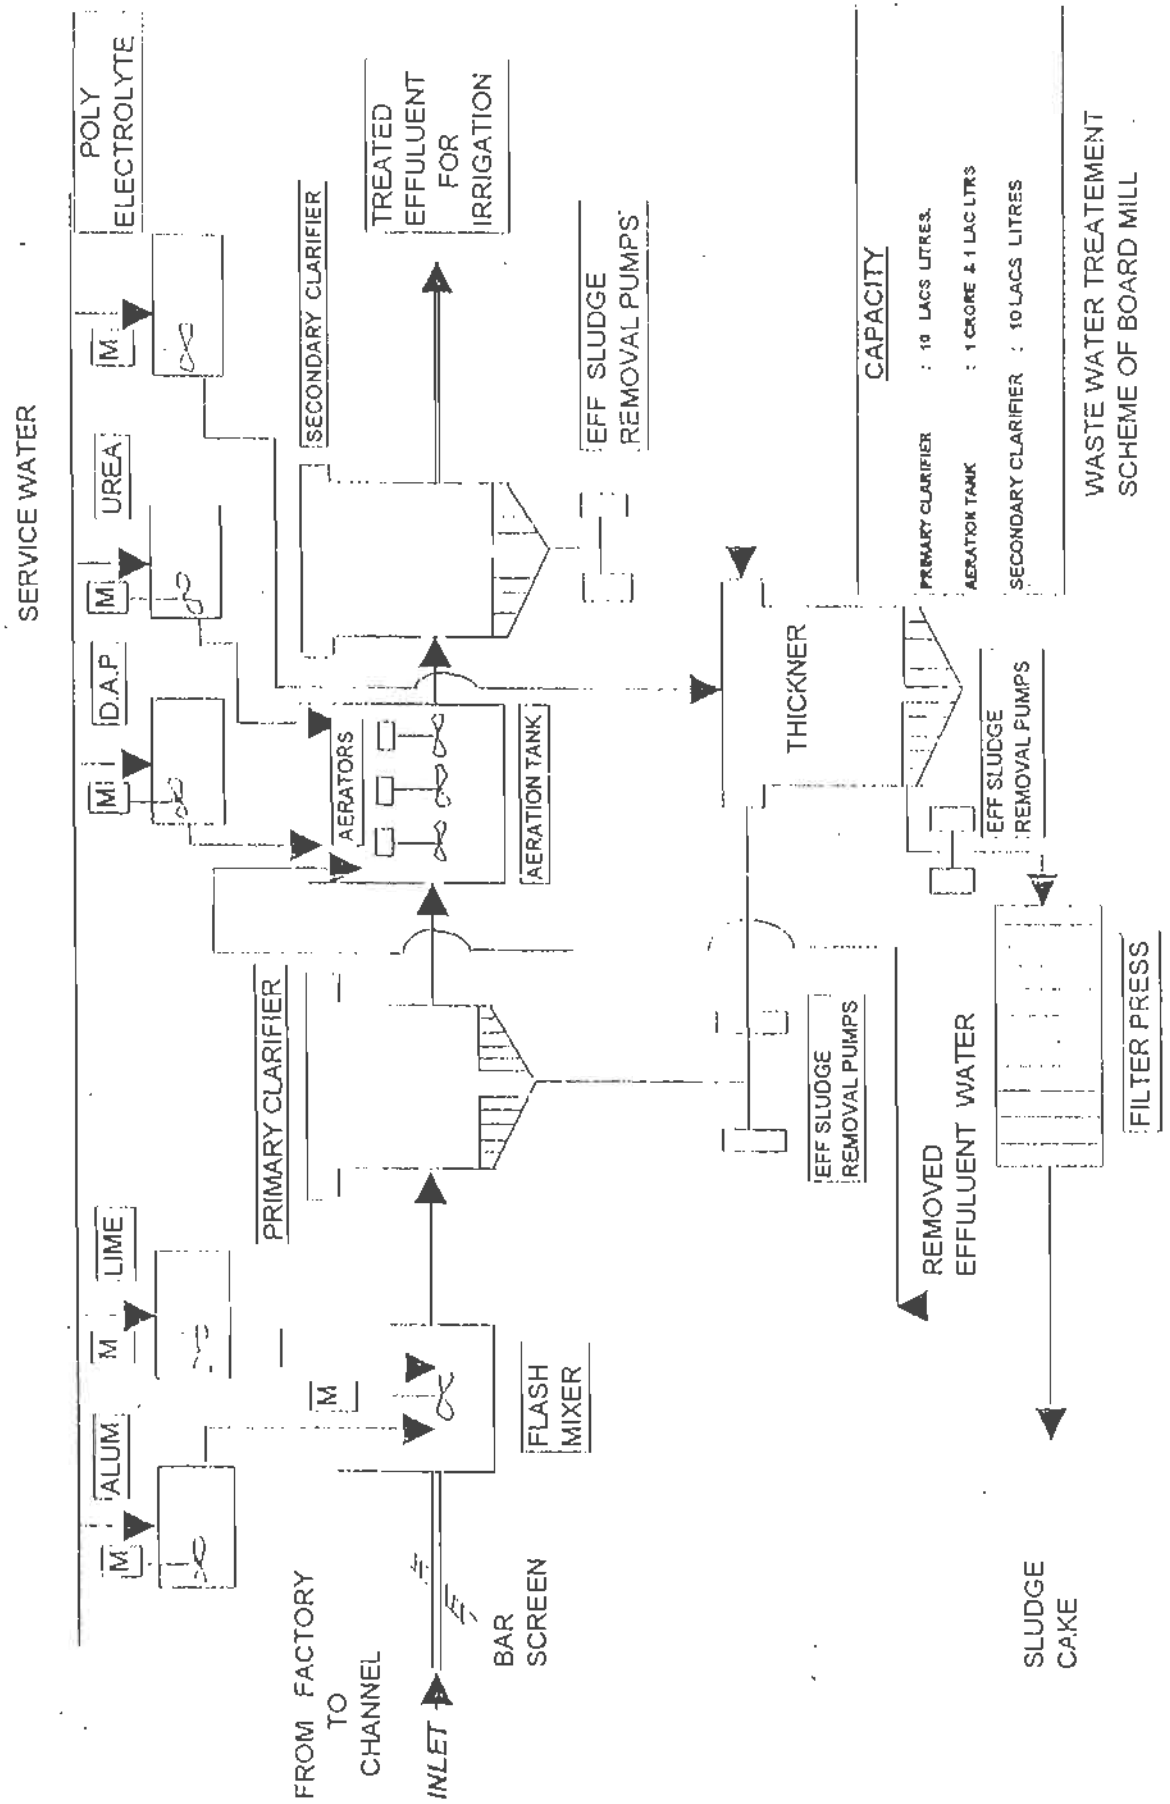 SERVICE WATER
ALUM
LIME
D.A.P
UREA
POLY
ELECTROLYTE
M
M
M
M
M
FROM FACTORY
TO
CHANNEL
INLET
BAR
SCREEN
M
FLASH
MIXER
PRIMARY CLARIFIER
AERATORS
AERATION TANK
SECONDARY CLARIFIER
TREATED
EFFULUENT
FOR
IRRIGATION
EFF SLUDGE
REMOVAL PUMPS
EFF SLUDGE
REMOVAL PUMPS
THICKNER
EFF SLUDGE
REMOVAL PUMPS
REMOVED
EFFULUENT WATER
FILTER PRESS
SLUDGE
CAKE
CAPACITY
PRIMARY CLARIFIER : 10 LACS LITRES.
AERATION TANK : 1 CRORE & 1 LAC LTRS
SECONDARY CLARIFIER : 10 LACS LITRES
WASTE WATER TREATEMENT
SCHEME OF BOARD MILL